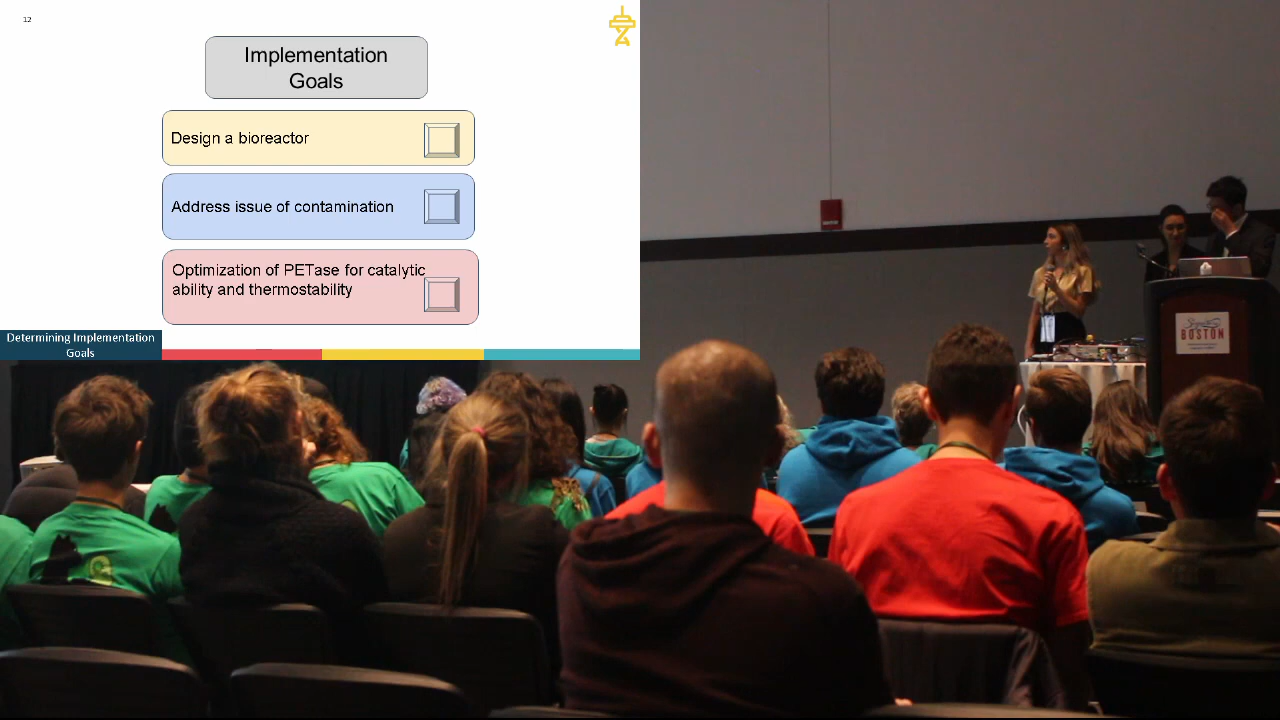 12
Implementation
Goals
Design a bioreactor
Address issue of contamination
Optimization of PETase for catalytic
ability and thermostability
Determining Implementation
Goals
BOSTON